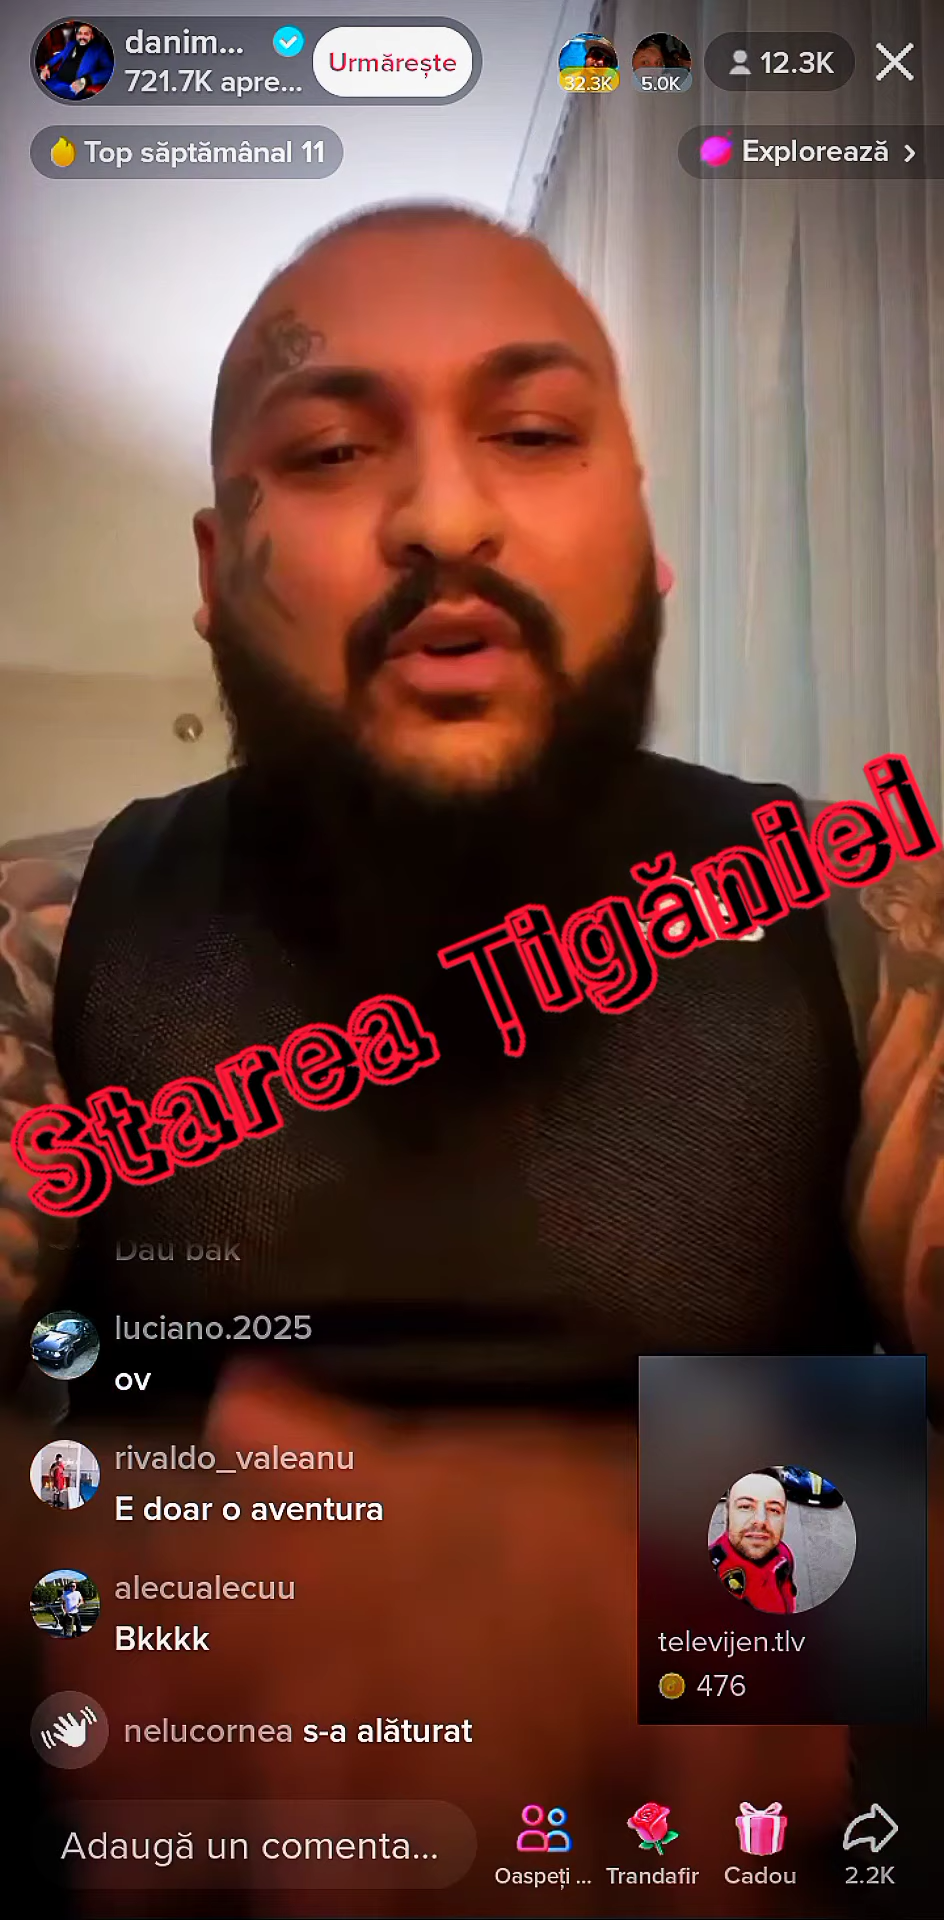 danim...
721.7K apre...
Urmărește
32.3K
5.0K
12.3K
Top săptămânal 11
Explorează
Starea Țigăniei
Dau bak
luciano.2025
ov
rivaldo_valeanu
E doar o aventura
alecualecuu
Bkkkk
televijen.tlv
476
nelucornea s-a alăturat
Adaugă un comenta...
Oaspeți ...
Trandafir
Cadou
2.2K